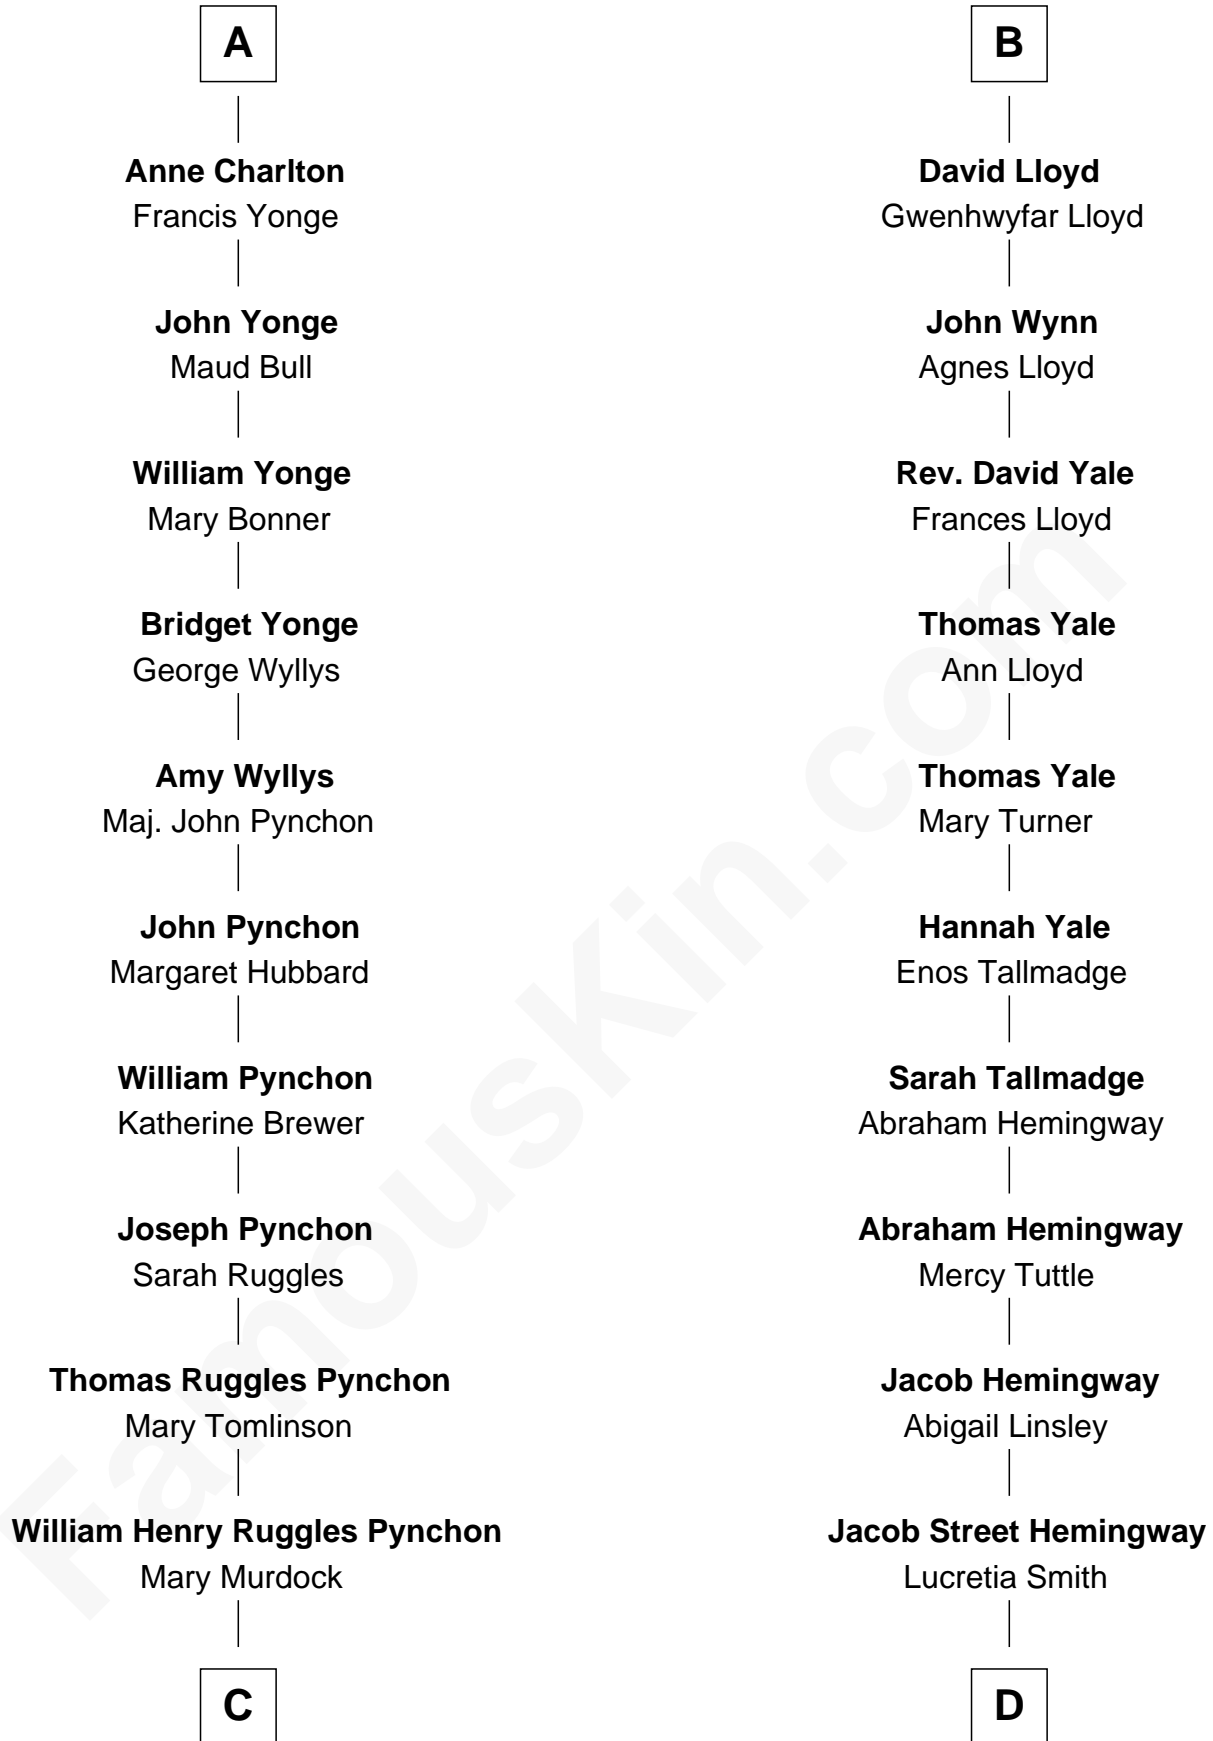 A
Anne Charlton
Francis Yonge
John Yonge
Maud Bull
William Yonge
Mary Bonner
Bridget Yonge
George Wyllys
Amy Wyllys
Maj. John Pynchon
John Pynchon
Margaret Hubbard
William Pynchon
Katherine Brewer
Joseph Pynchon
Sarah Ruggles
Thomas Ruggles Pynchon
Mary Tomlinson
William Henry Ruggles Pynchon
Mary Murdock
C
B
David Lloyd
Gwenhwyfar Lloyd
John Wynn
Agnes Lloyd
Rev. David Yale
Frances Lloyd
Thomas Yale
Ann Lloyd
Thomas Yale
Mary Turner
Hannah Yale
Enos Tallmadge
Sarah Tallmadge
Abraham Hemingway
Abraham Hemingway
Mercy Tuttle
Jacob Hemingway
Abigail Linsley
Jacob Street Hemingway
Lucretia Smith
D
FamousKin.com